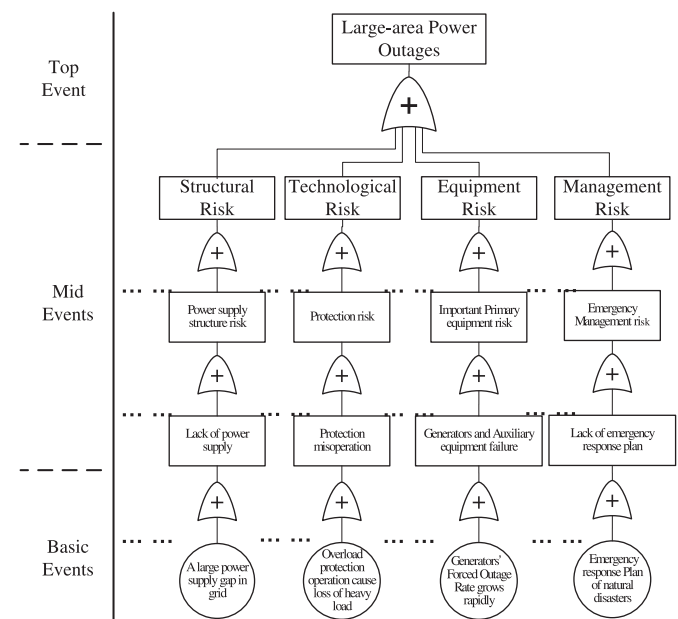 Large-area Power
Outages
Top
Event
+
Structural
Risk
Technological
Risk
Equipment
Risk
Management
Risk
+
+
+
+
Mid
Events
Power supply
structure risk
Protection risk
Important Primary
equipment risk
Emergency
Management risk
+
+
+
+
Lack of power
supply
Protection
misoperation
Generators and Auxiliary
equipment failure
Lack of emergency
response plan
+
+
+
+
Basic
Events
A large power
supply gap in
grid
Overload
protection
operation cause
loss of heavy
load
Generators'
Forced Outage
Rate grows
rapidly
Emergency
response Plan
of natural
disasters